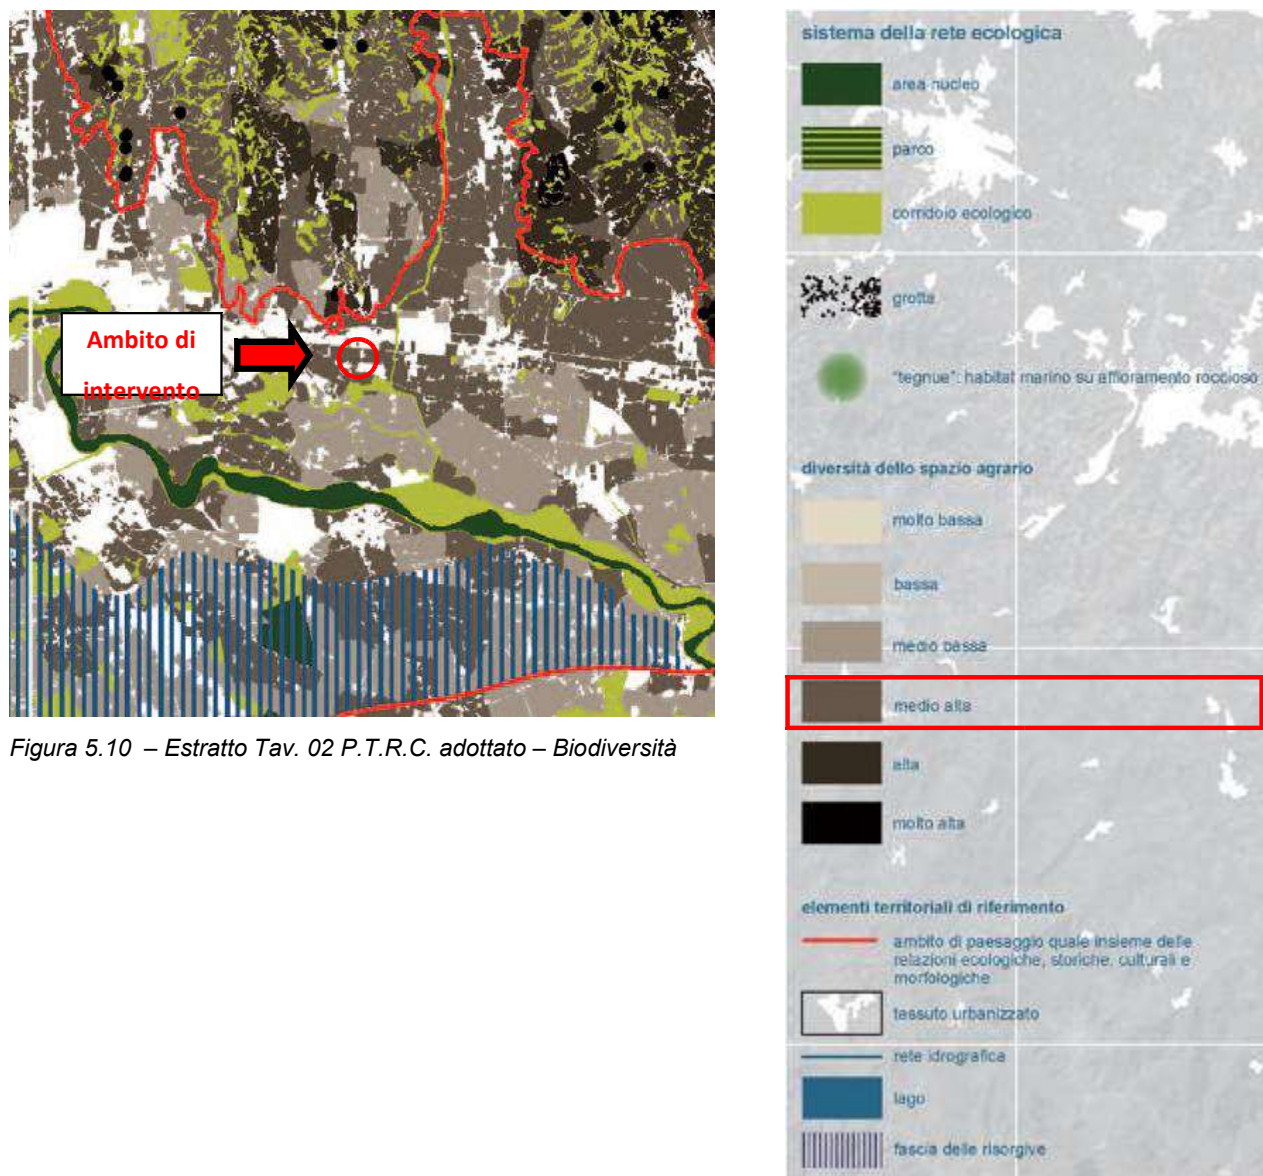 Ambito di
intervento
Figura 5.10 – Estratto Tav. 02 P.T.R.C. adottato – Biodiversità
sistema della rete ecologica
area nucleo
parco
corridoio ecologico
grotta
"tegnue": habitat marino su affioramento roccioso
diversità dello spazio agrario
molto bassa
bassa
medio bassa
medio alta
alta
molto alta
elementi territoriali di riferimento
ambito di paesaggio quale insieme delle
relazioni ecologiche, storiche, culturali e
morfologiche
tessuto urbanizzato
rete idrografica
lago
fascia delle risorgive